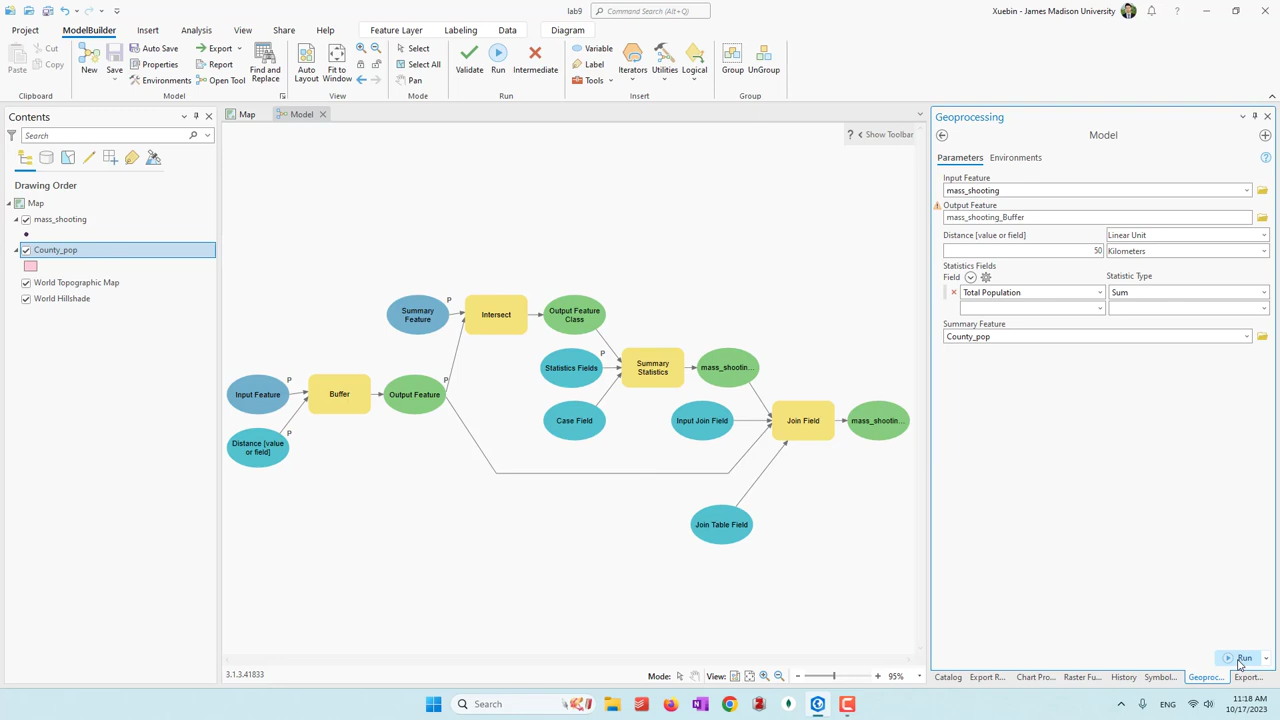 lab9
Command Search (Alt+Q)
Xuebin - James Madison University
Project
ModelBuilder
Insert
Analysis
View
Share
Help
Feature Layer
Labeling
Data
Diagram
Paste
Cut
Copy
Clipboard
New
Save
Auto Save
Properties
Environments
Export
Report
Open Tool
Find and Replace
Model
Auto Layout
Fit to Window
View
Select
Select All
Pan
Mode
Validate
Run
Intermediate
Run
Variable
Label
Tools
Iterators
Utilities
Logical
Insert
Group
UnGroup
Group
Contents
Search
Drawing Order
Map
mass_shooting
County_pop
World Topographic Map
World Hillshade
Map
Model
Show Toolbar
Summary Feature
P
Intersect
Output Feature Class
Statistics Fields
P
Summary Statistics
mass_shootin...
Input Feature
P
Buffer
Output Feature
P
Case Field
Input Join Field
Join Field
mass_shootin...
Distance [value or field]
P
Join Table Field
3.1.3.41833
Mode:
View:
95%
Geoprocessing
Model
Parameters
Environments
Input Feature
mass_shooting
Output Feature
mass_shooting_Buffer
Distance [value or field]
Linear Unit
50
Kilometers
Statistics Fields
Field
Statistic Type
Total Population
Sum
Summary Feature
County_pop
Run
Catalog
Export R...
Chart Pro...
Raster Fu...
History
Symbol...
Geoproc...
Export...
Search
ENG
11:18 AM
10/17/2023